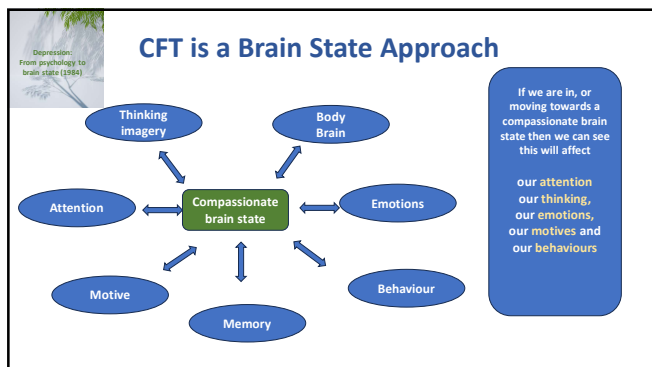 Depression:
From psychology to
brain state (1984)
CFT is a Brain State Approach
Thinking
imagery
Body
Brain
Attention
Compassionate
brain state
Emotions
Motive
Memory
Behaviour
If we are in, or
moving towards a
compassionate brain
state then we can see
this will affect
our attention
our thinking,
our emotions,
our motives and
our behaviours